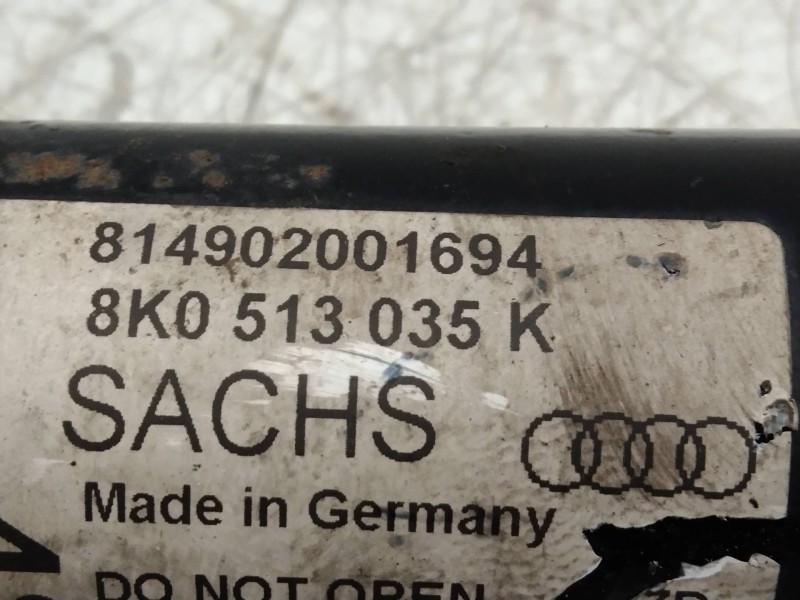 814902001694
8K0 513 035 K
SACHS
Made in Germany
DO NOT OPEN